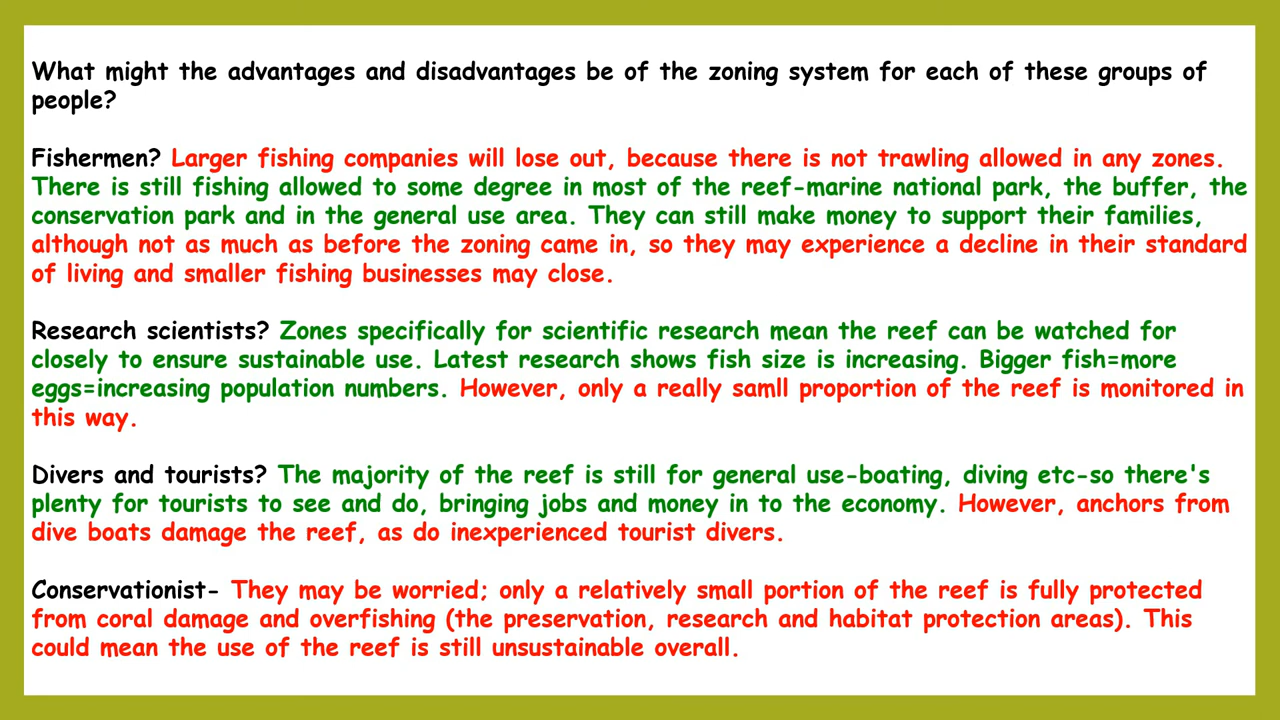 What might the advantages and disadvantages be of the zoning system for each of these groups of
people?
Fishermen? Larger fishing companies will lose out, because there is not trawling allowed in any zones.
There is still fishing allowed to some degree in most of the reef-marine national park, the buffer, the
conservation park and in the general use area. They can still make money to support their families,
although not as much as before the zoning came in, so they may experience a decline in their standard
of living and smaller fishing businesses may close.
Research scientists? Zones specifically for scientific research mean the reef can be watched for
closely to ensure sustainable use. Latest research shows fish size is increasing. Bigger fish=more
eggs=increasing population numbers. However, only a really samll proportion of the reef is monitored in
this way.
Divers and tourists? The majority of the reef is still for general use-boating, diving etc-so there's
plenty for tourists to see and do, bringing jobs and money in to the economy. However, anchors from
dive boats damage the reef, as do inexperienced tourist divers.
Conservationist- They may be worried; only a relatively small portion of the reef is fully protected
from coral damage and overfishing (the preservation, research and habitat protection areas). This
could mean the use of the reef is still unsustainable overall.